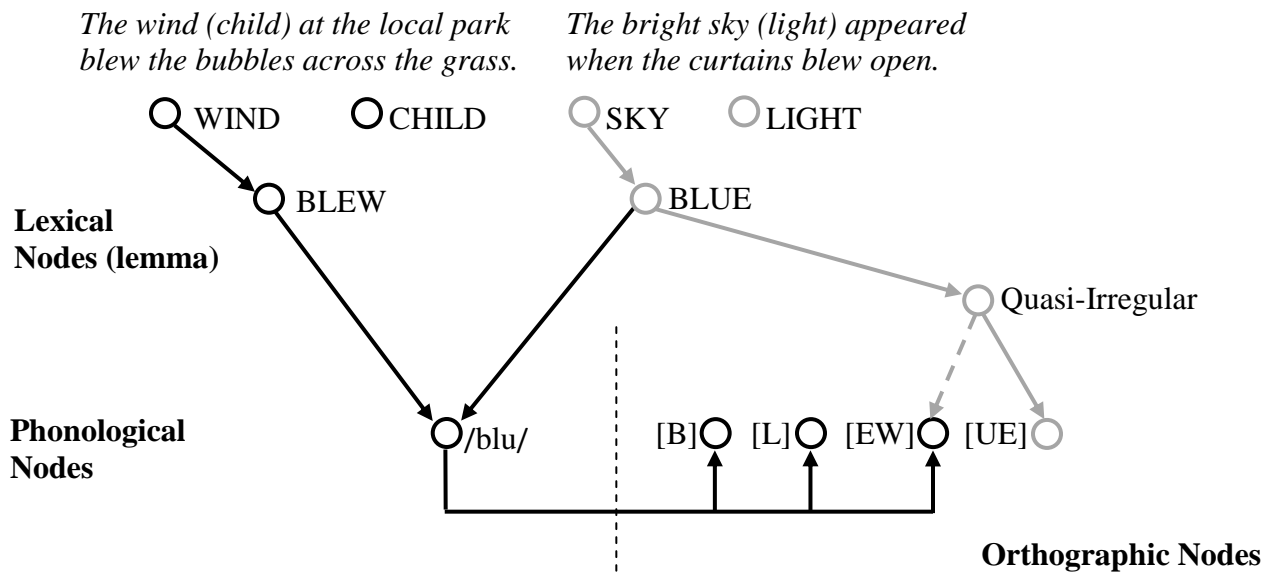 The wind (child) at the local park
blew the bubbles across the grass.
The bright sky (light) appeared
when the curtains blew open.
WIND
CHILD
SKY
LIGHT
BLEW
BLUE
Lexical
Nodes (lemma)
Quasi-Irregular
Phonological
Nodes
/blu/
[B]
[L]
[EW]
[UE]
Orthographic Nodes